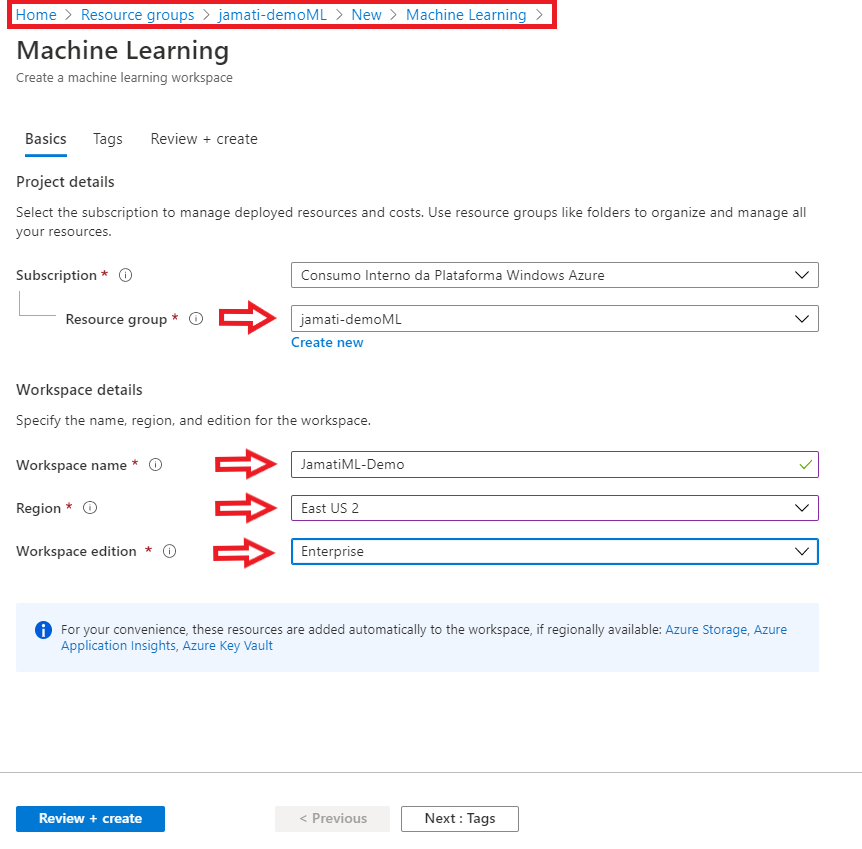 Home > Resource groups > jamati-demoML > New > Machine Learning >
Machine Learning
Create a machine learning workspace
Basics Tags Review + create
Project details
Select the subscription to manage deployed resources and costs. Use resource groups like folders to organize and manage all
your resources.
Subscription * Consumo Interno da Plataforma Windows Azure
Resource group * jamati-demoML
Create new
Workspace details
Specify the name, region, and edition for the workspace.
Workspace name * JamatiML-Demo
Region * East US 2
Workspace edition * Enterprise
For your convenience, these resources are added automatically to the workspace, if regionally available: Azure Storage, Azure
Application Insights, Azure Key Vault
Review + create < Previous Next : Tags